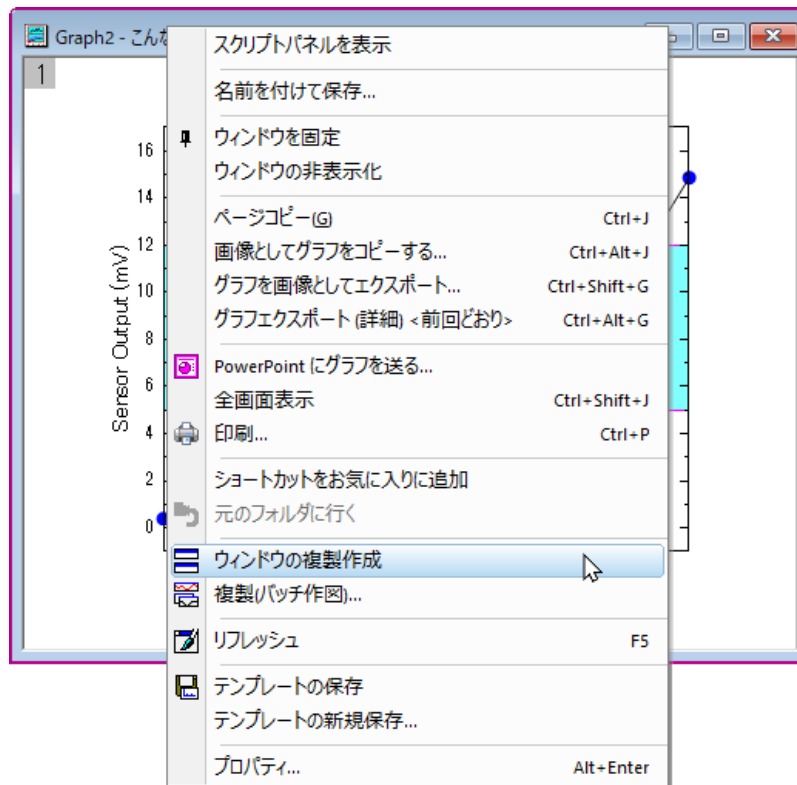 Graph2 - こんな
1
16
14
12
10
8
6
4
2
0
Sensor Output (mV)
スクリプトパネルを表示
名前を付けて保存...
ウィンドウを固定
ウィンドウの非表示化
ページコピー(G) Ctrl+J
画像としてグラフをコピーする... Ctrl+Alt+J
グラフを画像としてエクスポート... Ctrl+Shift+G
グラフエクスポート (詳細) <前回どおり> Ctrl+Alt+G
PowerPoint にグラフを送る...
全画面表示 Ctrl+Shift+J
印刷... Ctrl+P
ショートカットをお気に入りに追加
元のフォルダに行く
ウィンドウの複製作成
複製(バッチ作図)...
リフレッシュ F5
テンプレートの保存
テンプレートの新規保存...
プロパティ... Alt+Enter